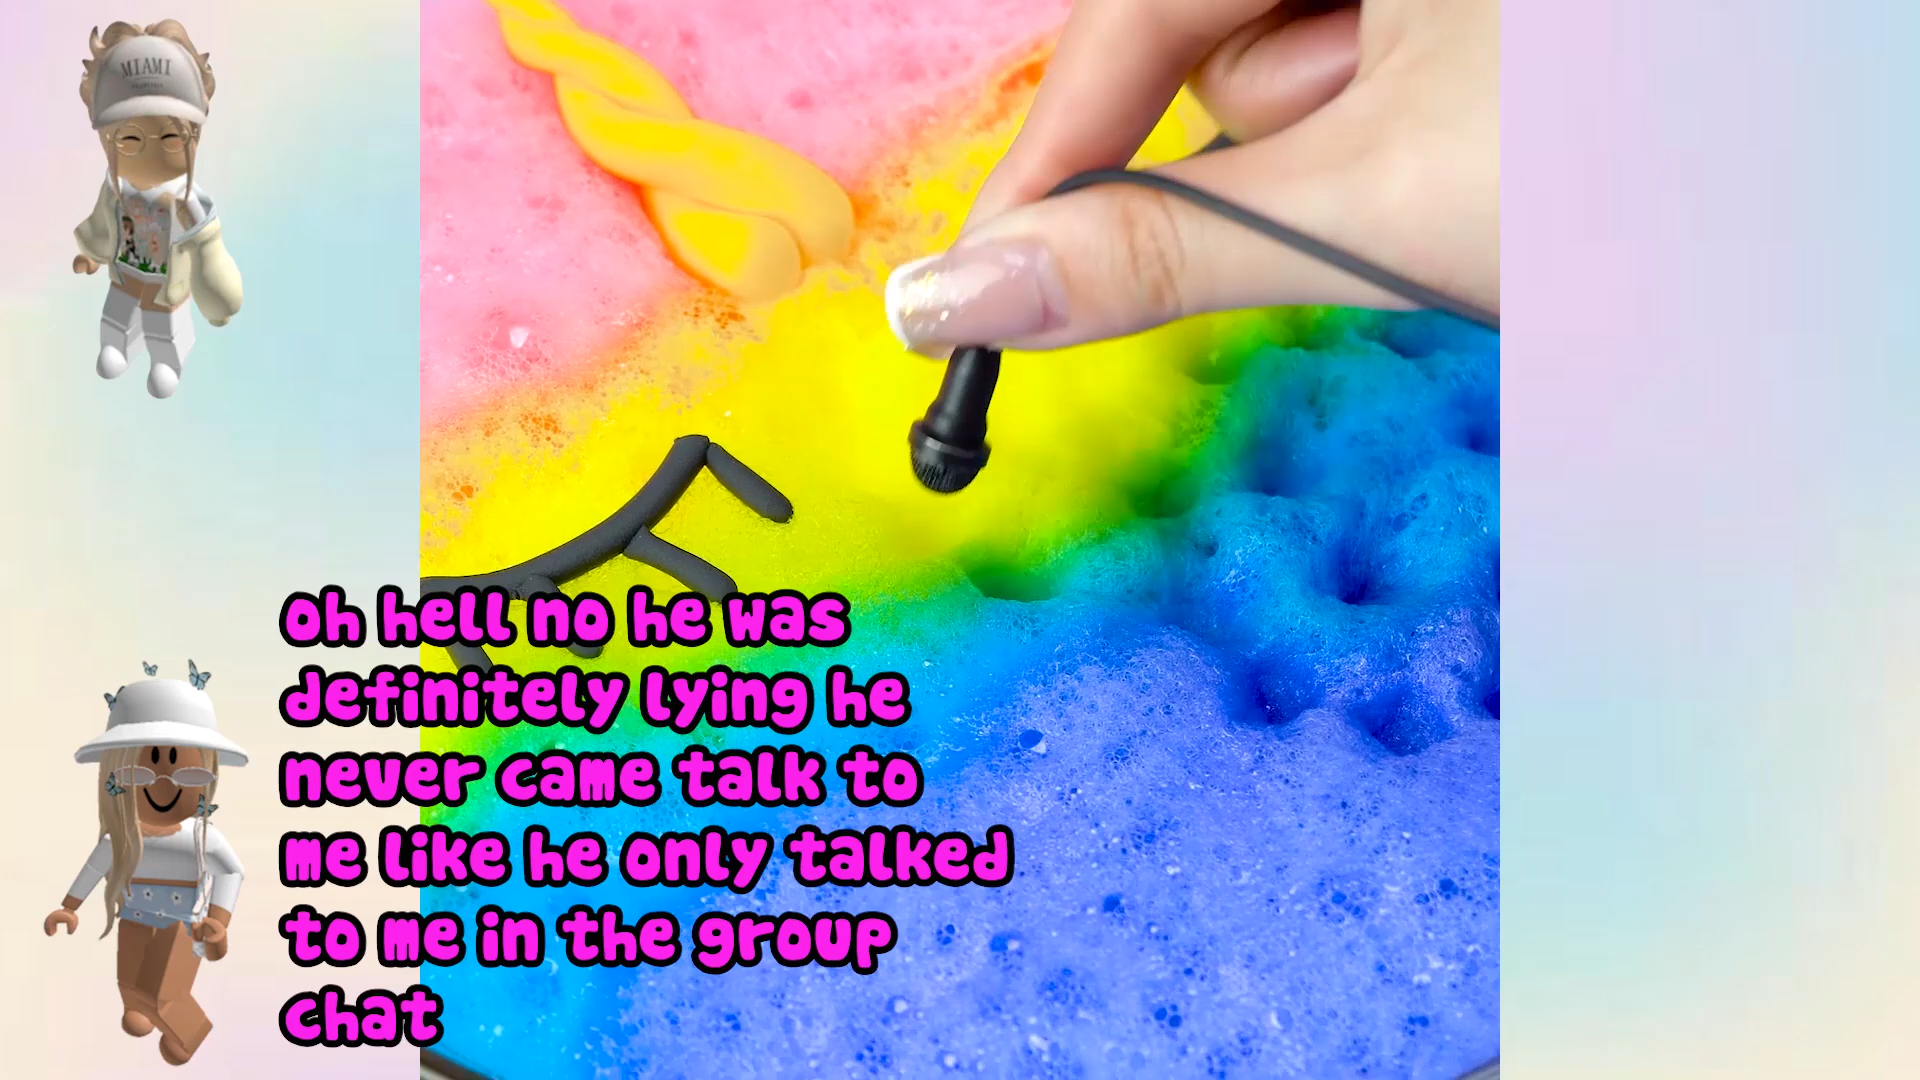 MIAMI
oh hell no he was
definitely lying he
never came talk to
me like he only talked
to me in the group
chat